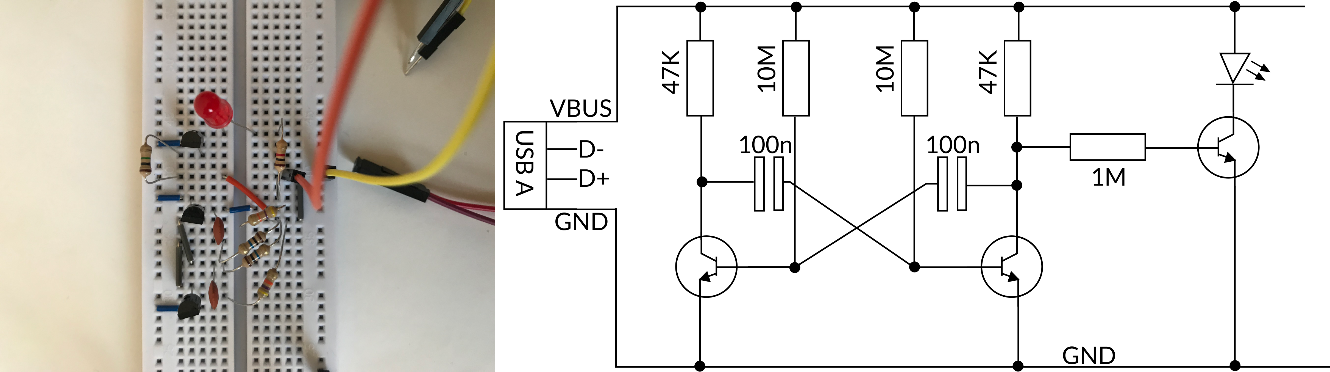 47K
10M
10M
47K
VBUS
100n
100n
USB A
D-
D+
1M
GND
GND